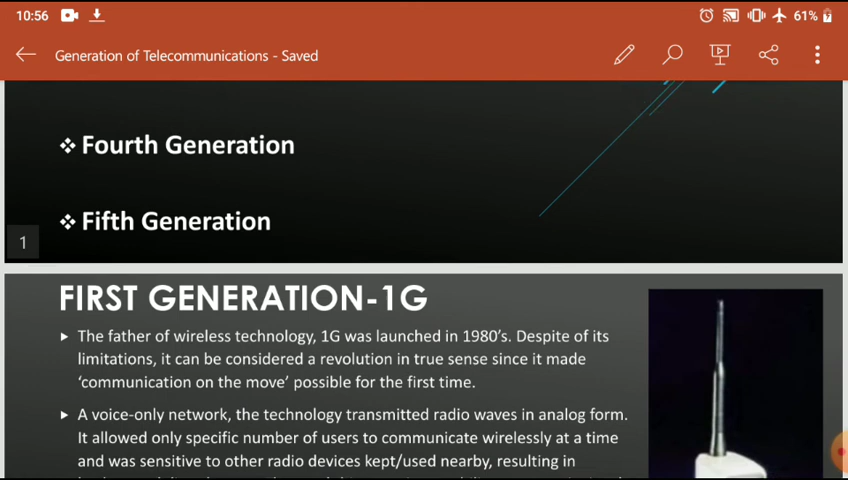 10:56
61%
Generation of Telecommunications - Saved
Fourth Generation
Fifth Generation
1
FIRST GENERATION-1G
The father of wireless technology, 1G was launched in 1980's. Despite of its
limitations, it can be considered a revolution in true sense since it made
'communication on the move' possible for the first time.
A voice-only network, the technology transmitted radio waves in analog form.
It allowed only specific number of users to communicate wirelessly at a time
and was sensitive to other radio devices kept/used nearby, resulting in